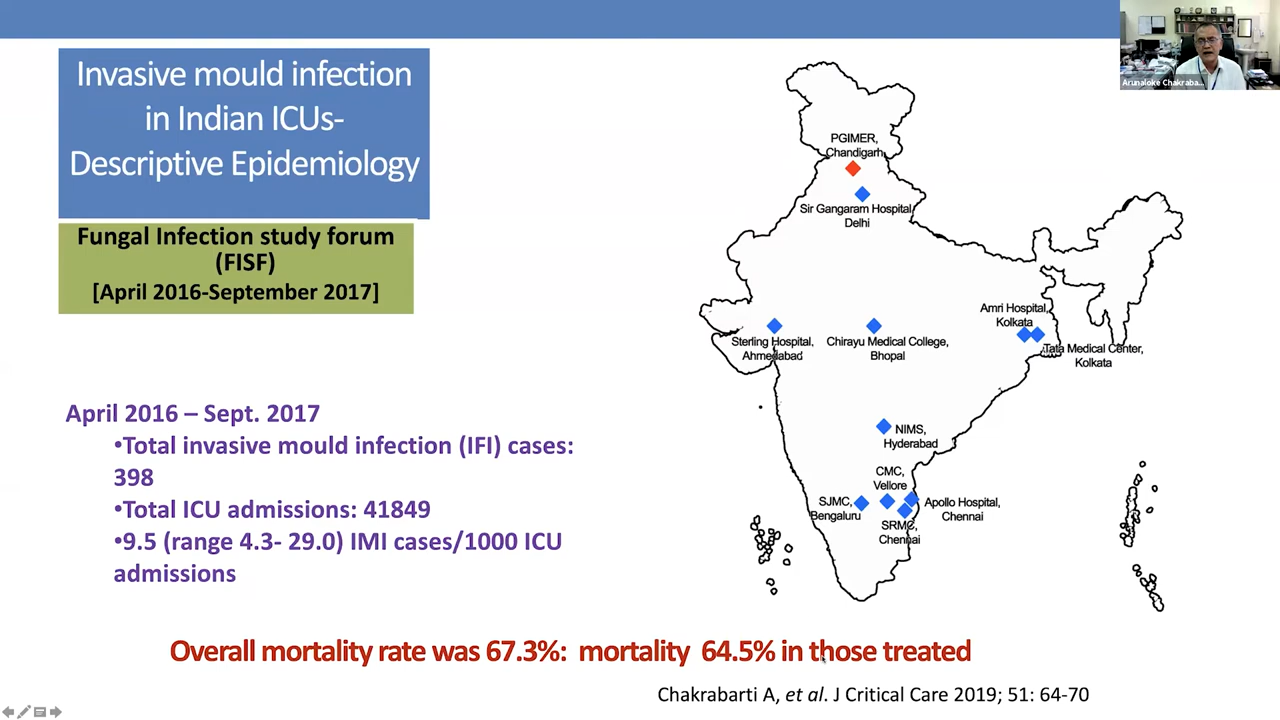 Invasive mould infection
in Indian ICUs-
Descriptive Epidemiology
Fungal Infection study forum
(FISF)
[April 2016-September 2017]
April 2016 – Sept. 2017
•Total invasive mould infection (IFI) cases:
398
•Total ICU admissions: 41849
•9.5 (range 4.3- 29.0) IMI cases/1000 ICU
admissions
PGIMER,
Chandigarh
Sir Gangaram Hospital,
Delhi
Amri Hospital,
Kolkata
Tata Medical Center,
Kolkata
Sterling Hospital,
Ahmedabad
Chirayu Medical College,
Bhopal
NIMS,
Hyderabad
CMC,
Vellore
SJMC,
Bengaluru
Apollo Hospital,
Chennai
SRMC,
Chennai
Overall mortality rate was 67.3%: mortality 64.5% in those treated
Chakrabarti A, et al. J Critical Care 2019; 51: 64-70
Arunaloke Chakraba...